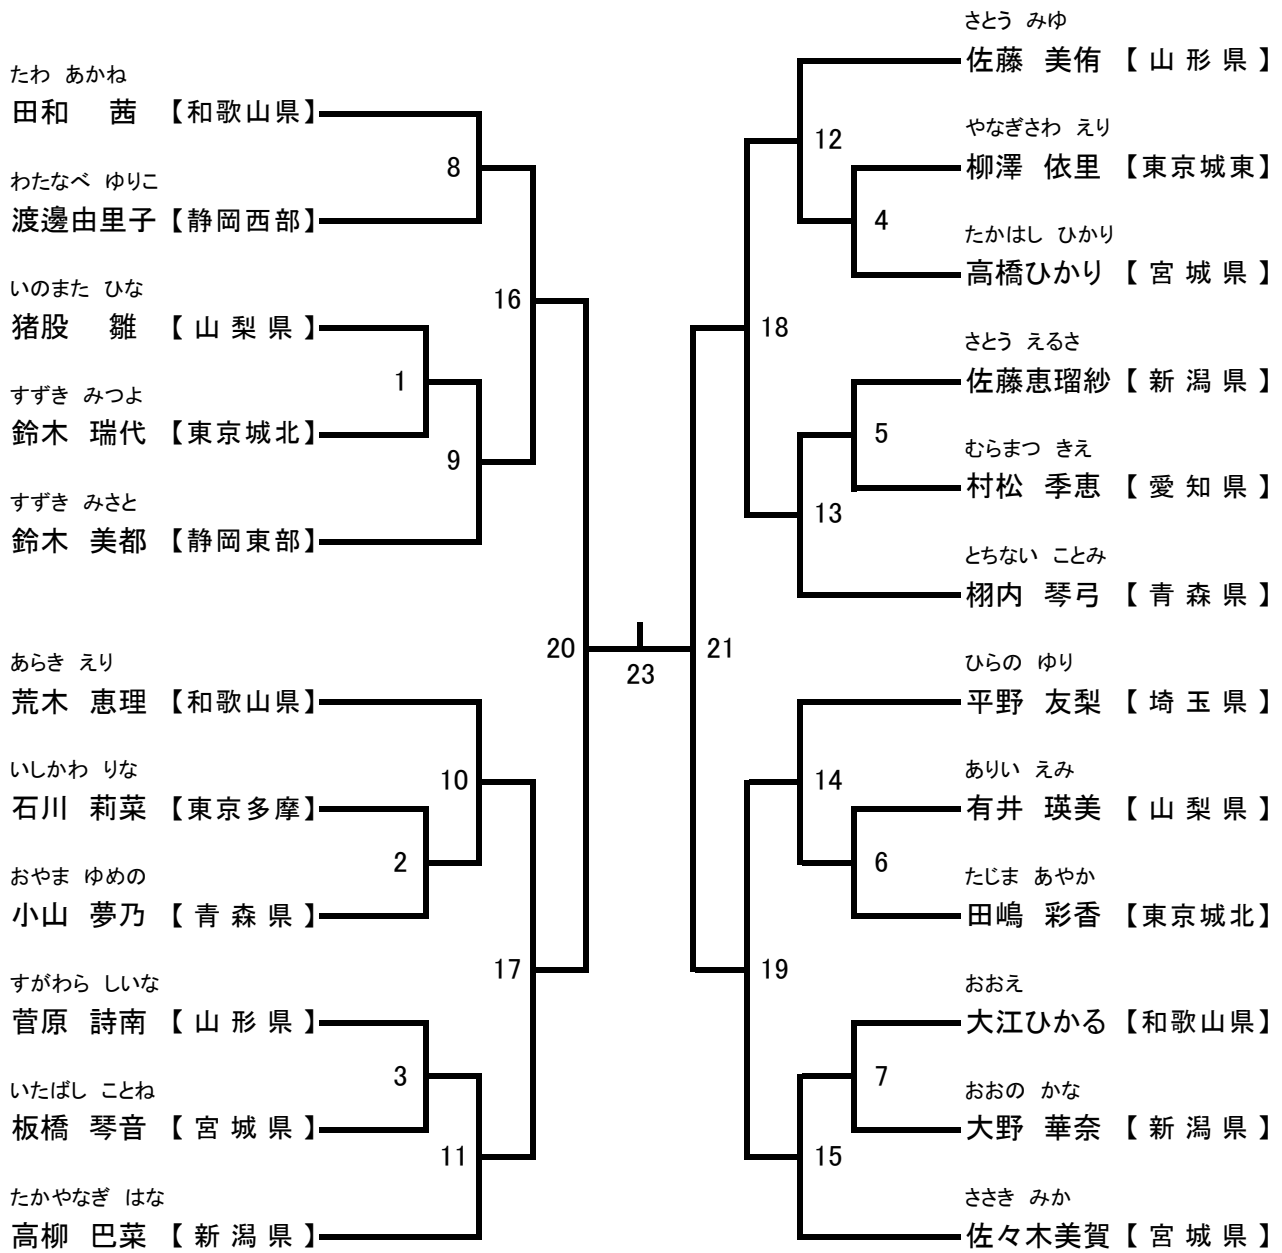 たわ あかね
田和 茜 【和歌山県】
わたなべ ゆりこ
渡邊由里子【静岡西部】
いのまた ひな
猪股 雛 【山梨県】
すずき みつよ
鈴木 瑞代 【東京城北】
すずき みさと
鈴木 美都 【静岡東部】
あらき えり
荒木 恵理 【和歌山県】
いしかわ りな
石川 莉菜 【東京多摩】
おやま ゆめの
小山 夢乃 【青森県】
すがわら しいな
菅原 詩南 【山形県】
いたばし ことね
板橋 琴音 【宮城県】
たかやなぎ はな
高柳 巴菜 【新潟県】
8
16
1
9
20
10
2
17
3
11
23
12
4
18
5
13
21
14
6
19
7
15
さとう みゆ
佐藤 美侑 【山形県】
やなぎさわ えり
柳澤 依里 【東京城東】
たかはし ひかり
高橋ひかり 【宮城県】
さとう えるさ
佐藤恵瑠紗【新潟県】
むらまつ きえ
村松 季恵 【愛知県】
とちない ことみ
栩内 琴弓 【青森県】
ひらの ゆり
平野 友梨 【埼玉県】
ありい えみ
有井 瑛美 【山梨県】
たじま あやか
田嶋 彩香 【東京城北】
おおえ
大江ひかる 【和歌山県】
おおの かな
大野 華奈 【新潟県】
ささき みか
佐々木美賀【宮城県】